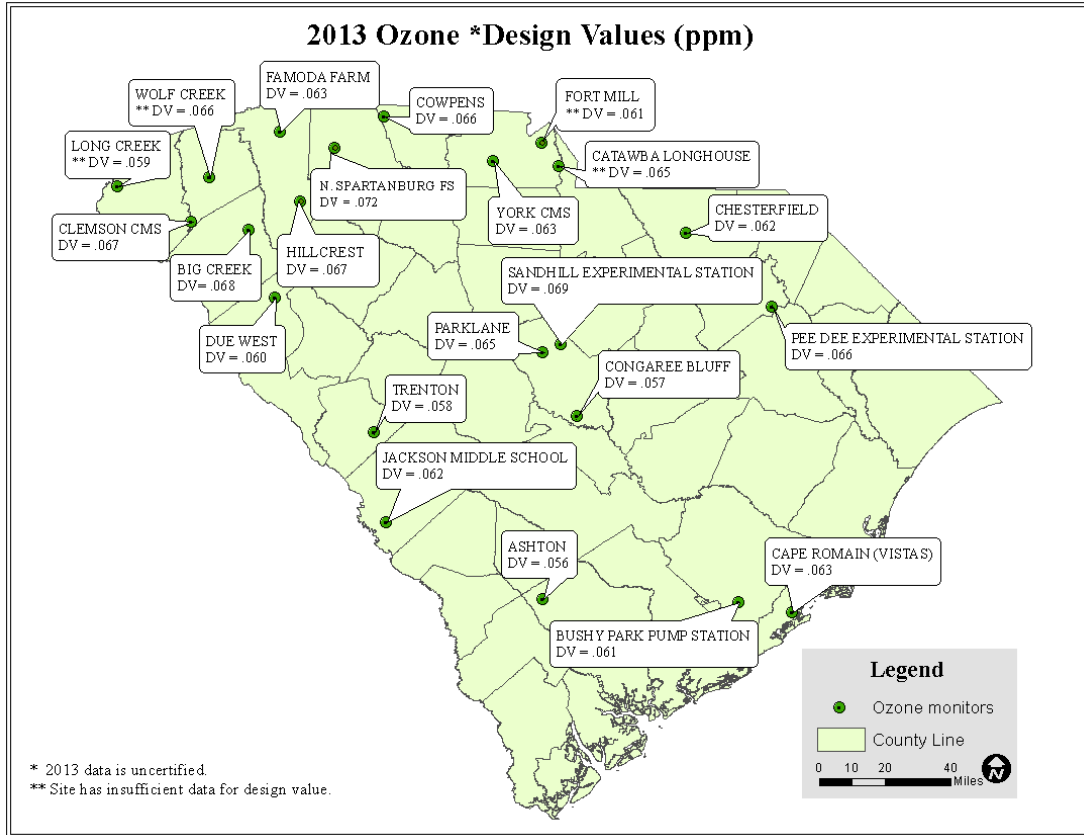 2013 Ozone *Design Values (ppm)
FAMODA FARM
DV = .063
WOLF CREEK
** DV = .066
COWPENS
DV = .066
FORT MILL
** DV = .061
LONG CREEK
** DV = .059
CATAWBA LONGHOUSE
** DV = .065
N. SPARTANBURG FS
DV = .072
YORK CMS
DV = .063
CHESTERFIELD
DV = .062
CLEMSON CMS
DV = .067
HILLCREST
DV = .067
BIG CREEK
DV= .068
SANDHILL EXPERIMENTAL STATION
DV = .069
DUE WEST
DV = .060
PARKLANE
DV = .065
PEE DEE EXPERIMENTAL STATION
DV = .066
CONGAREE BLUFF
DV = .057
TRENTON
DV = .058
JACKSON MIDDLE SCHOOL
DV = .062
ASHTON
DV = .056
CAPE ROMAIN (VISTAS)
DV = .063
BUSHY PARK PUMP STATION
DV = .061
Legend
Ozone monitors
County Line
0 10 20 40
Miles
N
* 2013 data is uncertified.
** Site has insufficient data for design value.